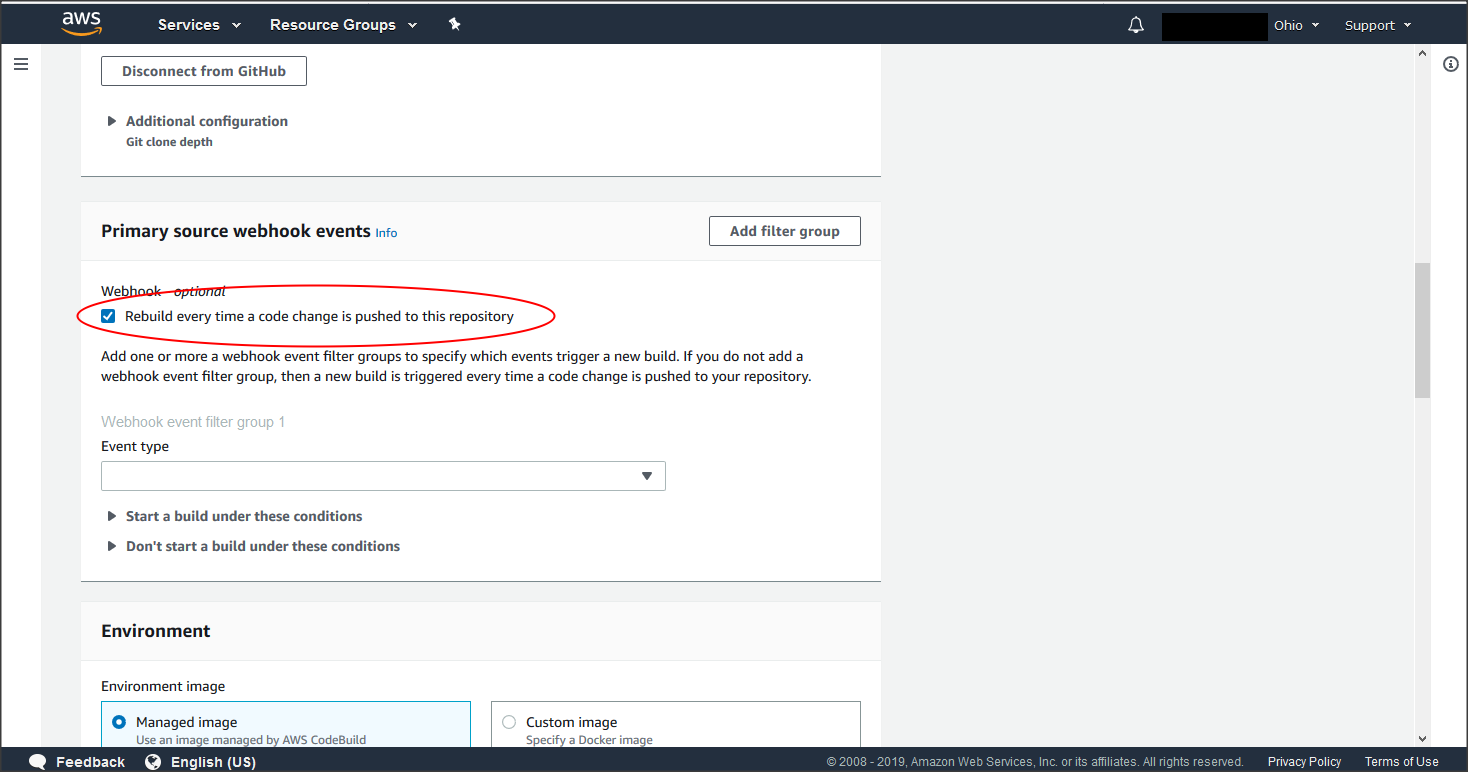 aws Services Resource Groups Ohio Support
Disconnect from GitHub
Additional configuration
Git clone depth
Primary source webhook events Info Add filter group
Webhook - optional
Rebuild every time a code change is pushed to this repository
Add one or more a webhook event filter groups to specify which events trigger a new build. If you do not add a
webhook event filter group, then a new build is triggered every time a code change is pushed to your repository.
Webhook event filter group 1
Event type
Start a build under these conditions
Don't start a build under these conditions
Environment
Environment image
Managed image
Use an image managed by AWS CodeBuild
Custom image
Specify a Docker image
Feedback English (US) © 2008 - 2019, Amazon Web Services, Inc. or its affiliates. All rights reserved. Privacy Policy Terms of Use